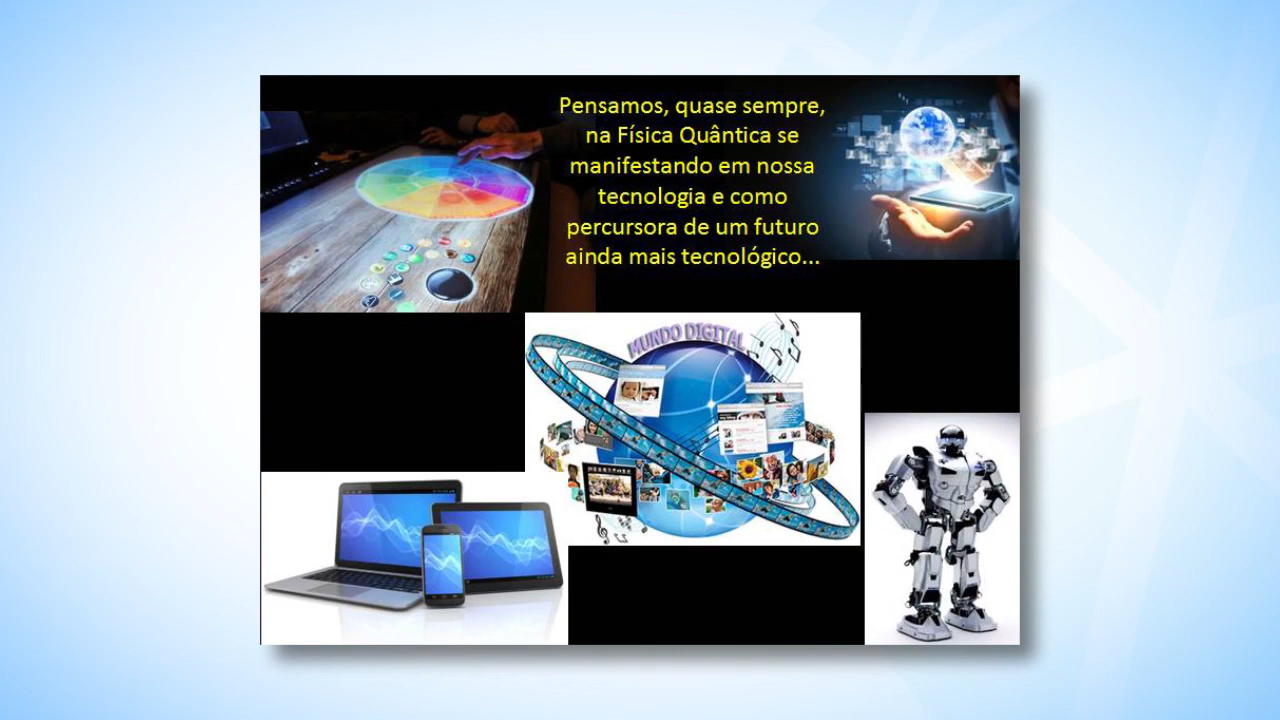 Pensamos, quase sempre,
na Física Quântica se
manifestando em nossa
tecnologia e como
percursora de um futuro
ainda mais tecnológico...
MUNDO DIGITAL